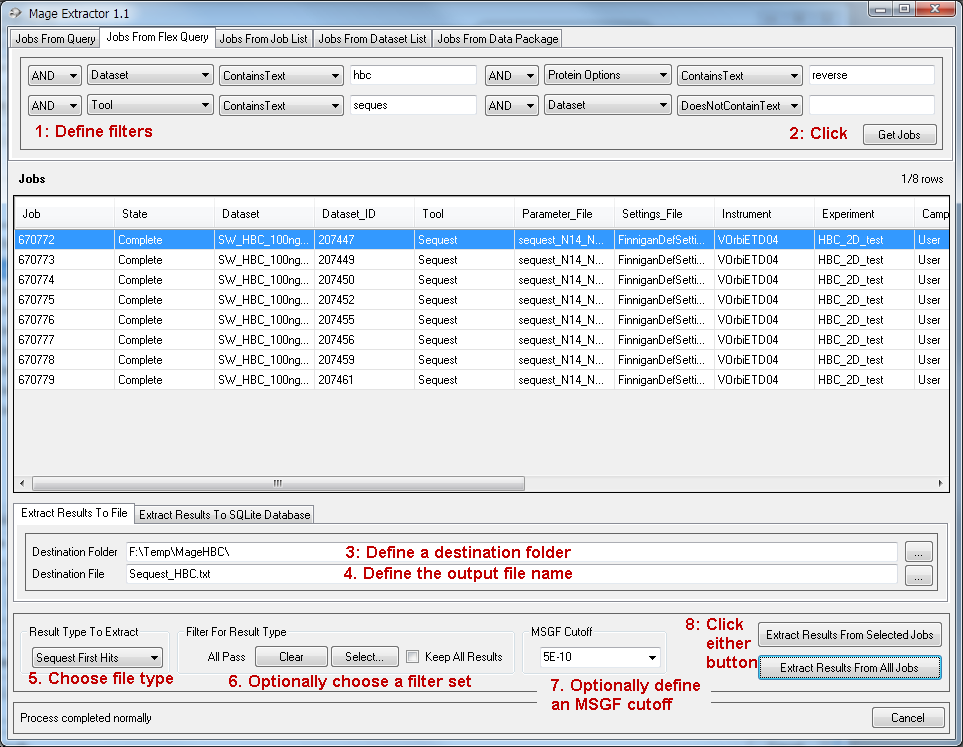 Mage Extractor 1.1
Jobs From Query Jobs From Flex Query Jobs From Job List Jobs From Dataset List Jobs From Data Package
AND Dataset ContainsText hbc AND Protein Options ContainsText reverse
AND Tool ContainsText seques AND Dataset DoesNotContainText
1: Define filters 2: Click Get Jobs
Jobs 1/8 rows
Job State Dataset Dataset_ID Tool Parameter_File Settings_File Instrument Experiment Camp
670772 Complete SW_HBC_100ng... 207447 Sequest sequest_N14_N... FinniganDefSetti... VOrbiETD04 HBC_2D_test User
670773 Complete SW_HBC_100ng... 207449 Sequest sequest_N14_N... FinniganDefSetti... VOrbiETD04 HBC_2D_test User
670774 Complete SW_HBC_100ng... 207450 Sequest sequest_N14_N... FinniganDefSetti... VOrbiETD04 HBC_2D_test User
670775 Complete SW_HBC_100ng... 207452 Sequest sequest_N14_N... FinniganDefSetti... VOrbiETD04 HBC_2D_test User
670776 Complete SW_HBC_100ng... 207455 Sequest sequest_N14_N... FinniganDefSetti... VOrbiETD04 HBC_2D_test User
670777 Complete SW_HBC_100ng... 207456 Sequest sequest_N14_N... FinniganDefSetti... VOrbiETD04 HBC_2D_test User
670778 Complete SW_HBC_100ng... 207459 Sequest sequest_N14_N... FinniganDefSetti... VOrbiETD04 HBC_2D_test User
670779 Complete SW_HBC_100ng... 207461 Sequest sequest_N14_N... FinniganDefSetti... VOrbiETD04 HBC_2D_test User
Extract Results To File Extract Results To SQLite Database
Destination Folder F:\Temp\MageHBC\ 3: Define a destination folder ...
Destination File Sequest_HBC.txt 4. Define the output file name ...
Result Type To Extract Filter For Result Type MSGF Cutoff 8: Click either button Extract Results From Selected Jobs
Sequest First Hits All Pass Clear Select... Keep All Results 5E-10 Extract Results From Alll Jobs
5. Choose file type 6. Optionally choose a filter set 7. Optionally define
an MSGF cutoff
Process completed normally Cancel